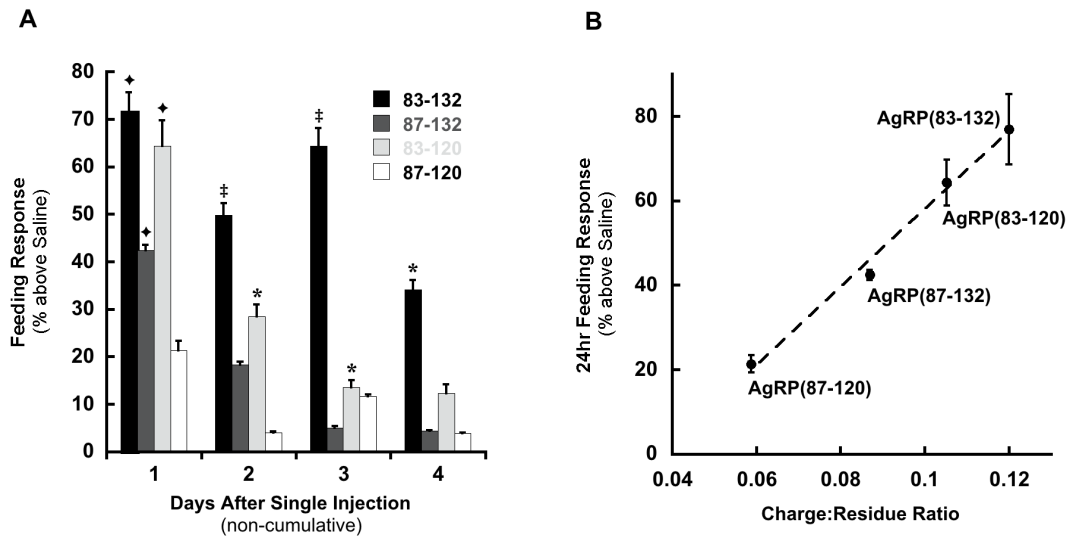 A
80
70
60
50
40
30
20
10
0
Feeding Response
(% above Saline)
✦
✦
✦
‡
*
‡
*
*
83-132
87-132
83-120
87-120
1 2 3 4
Days After Single Injection
(non-cumulative)
B
80
60
40
20
0
24hr Feeding Response
(% above Saline)
AgRP(83-132)
AgRP(83-120)
AgRP(87-132)
AgRP(87-120)
0.04 0.06 0.08 0.1 0.12
Charge:Residue Ratio